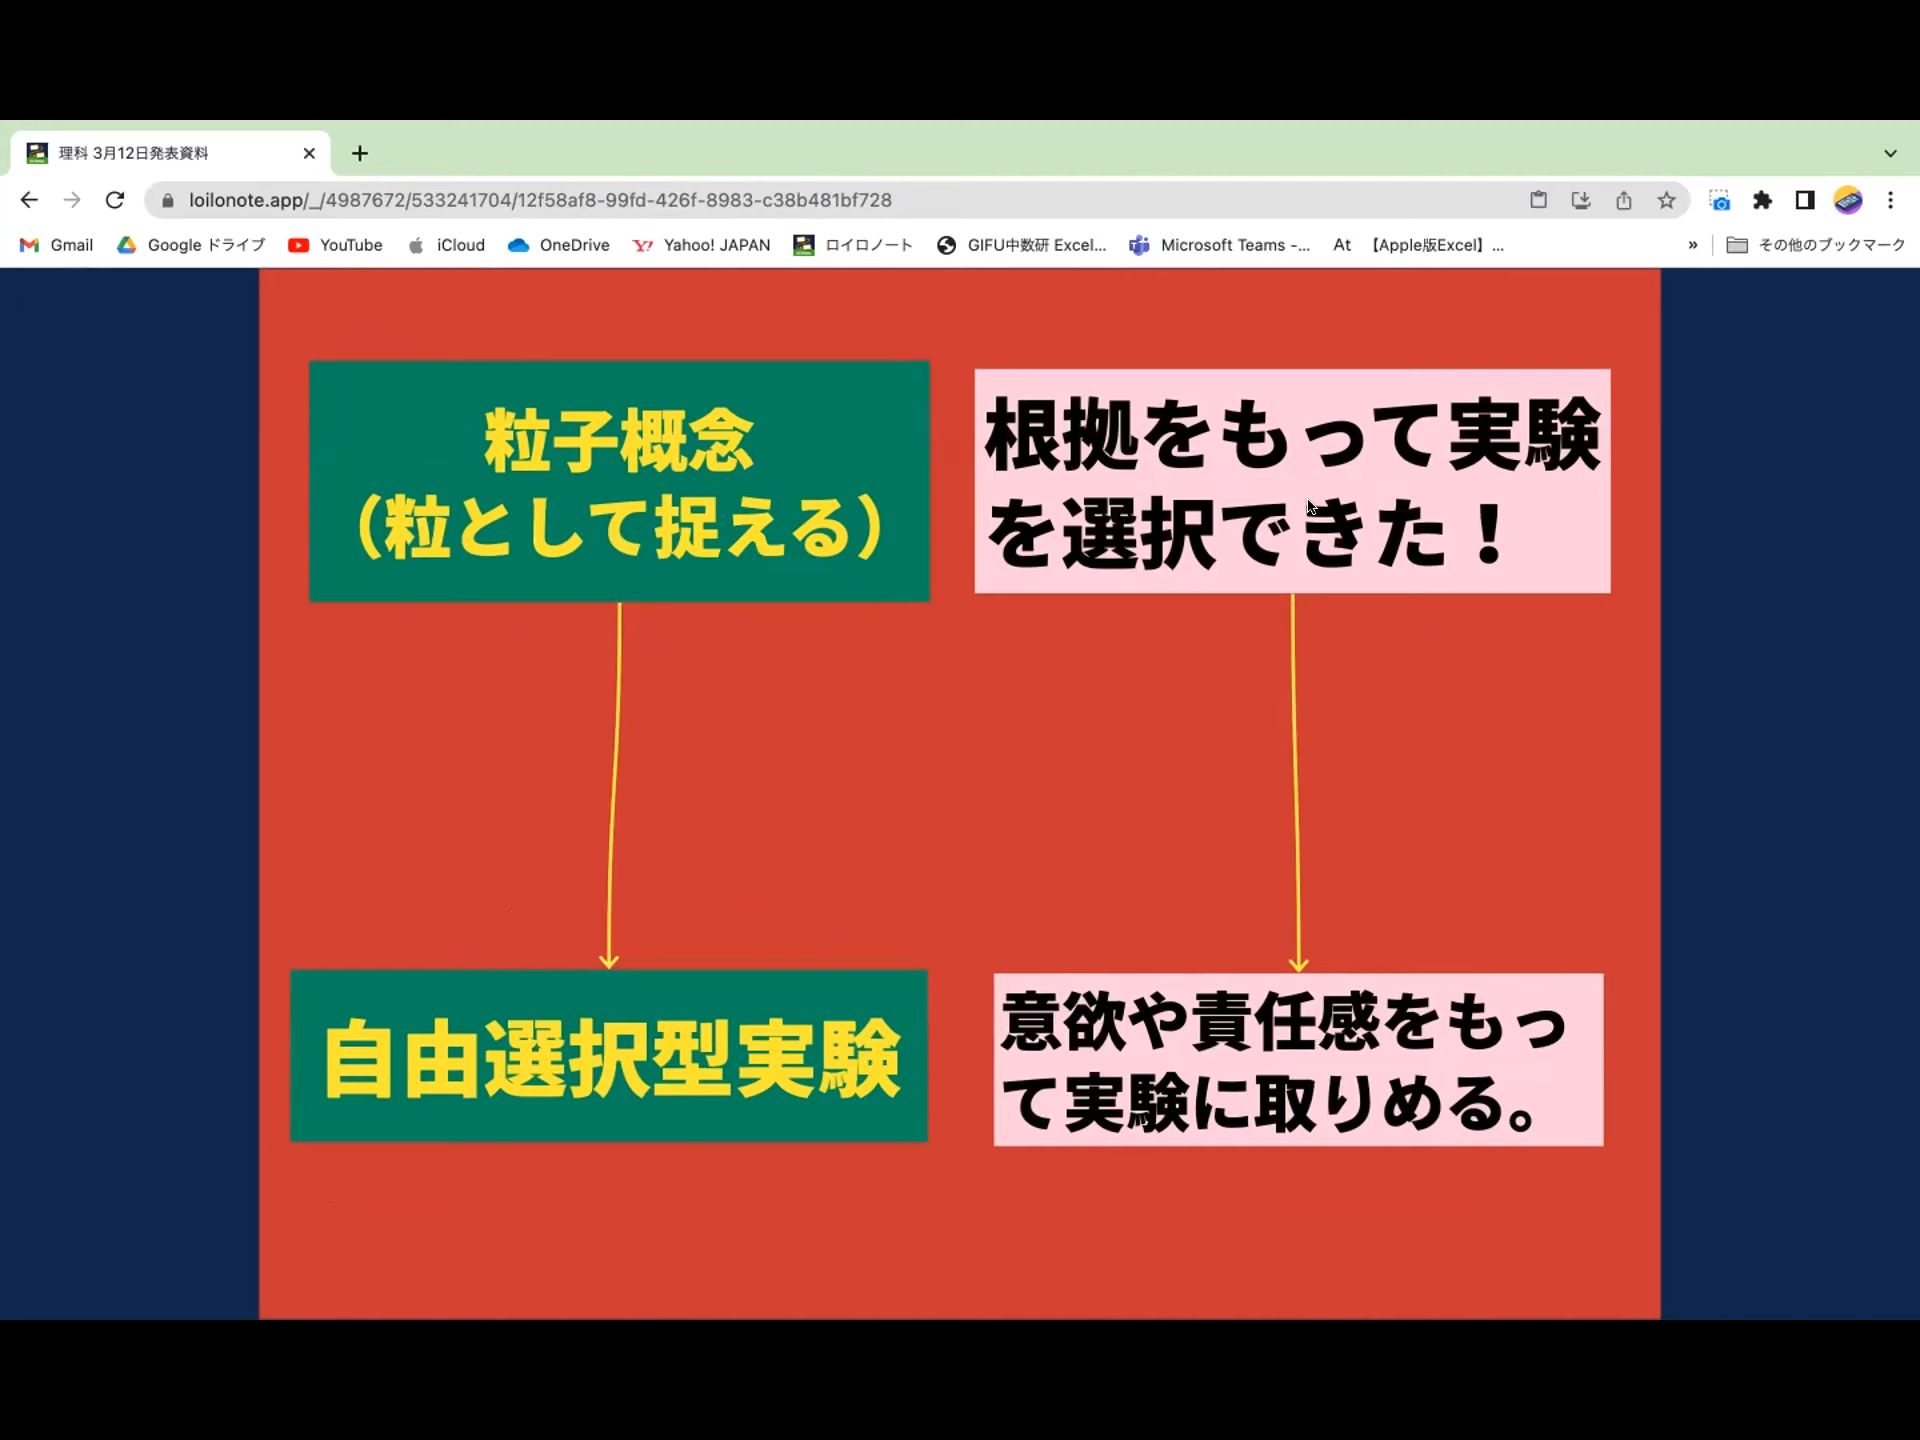 理科 3月12日発表資料
loilonote.app/_/4987672/533241704/12f58af8-99fd-426f-8983-c38b481bf728
Gmail
Google ドライブ
YouTube
iCloud
OneDrive
Yahoo! JAPAN
ロイロノート
GIFU中数研 Excel...
Microsoft Teams -...
At 【Apple版Excel】...
»
その他のブックマーク
粒子概念
（粒として捉える）
根拠をもって実験
を選択できた！
自由選択型実験
意欲や責任感をもっ
て実験に取りめる。